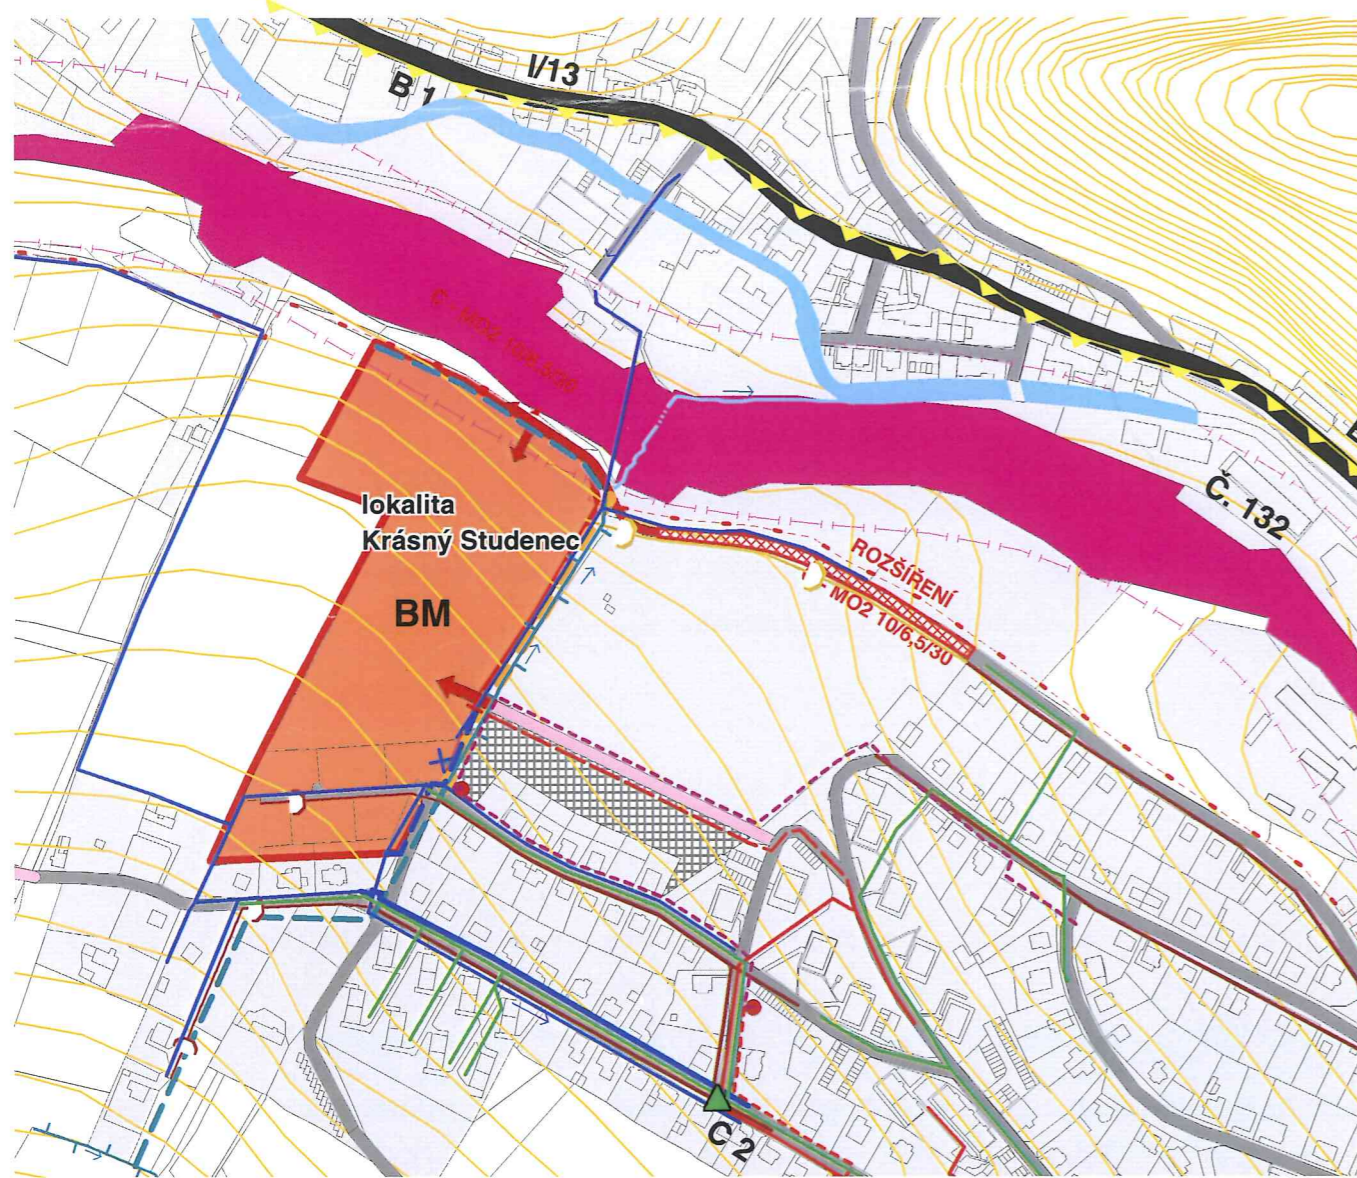 I/13
B 1
lokalita
Krásný Studenec
Č. 132
ROZŠÍŘENÍ
MO2 10/6,5/30
BM
C 2